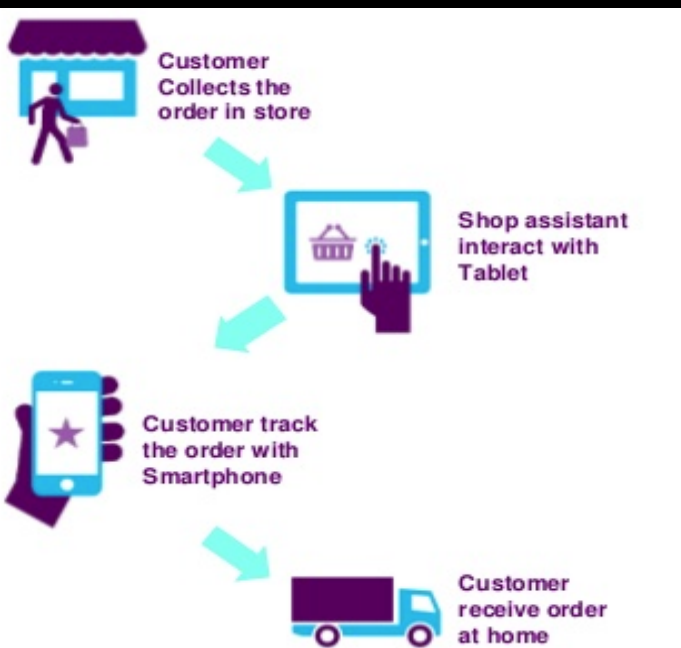 Customer
Collects the
order in store
Shop assistant
interact with
Tablet
Customer track
the order with
Smartphone
Customer
receive order
at home